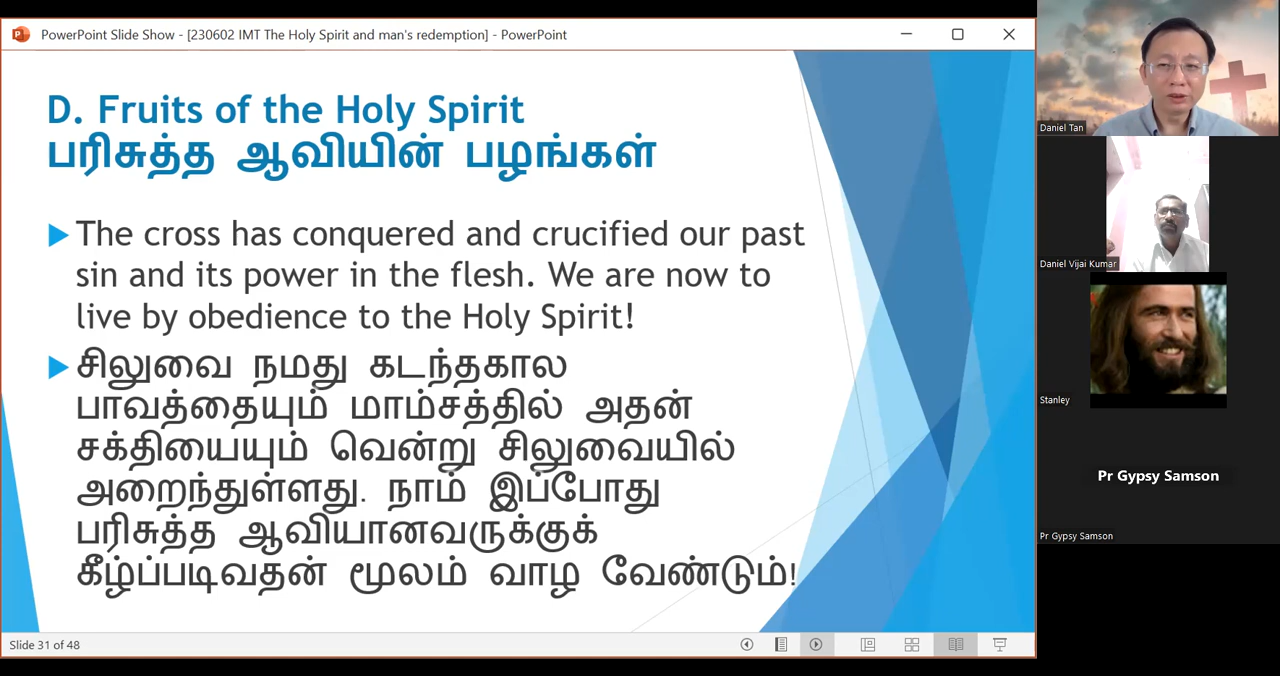 PowerPoint Slide Show - [230602 IMT The Holy Spirit and man's redemption] - PowerPoint
D. Fruits of the Holy Spirit
பரிசுத்த ஆவியின் பழங்கள்
The cross has conquered and crucified our past
sin and its power in the flesh. We are now to
live by obedience to the Holy Spirit!
சிலுவை நமது கடந்தகால
பாவத்தையும் மாம்சத்தில் அதன்
சக்தியையும் வென்று சிலுவையில்
அறைந்துள்ளது. நாம் இப்போது
பரிசுத்த ஆவியானவருக்குக்
கீழ்ப்படிவதன் மூலம் வாழ வேண்டும்!
Slide 31 of 48
Daniel Tan
Daniel Vijai Kumar
Stanley
Pr Gypsy Samson
Pr Gypsy Samson